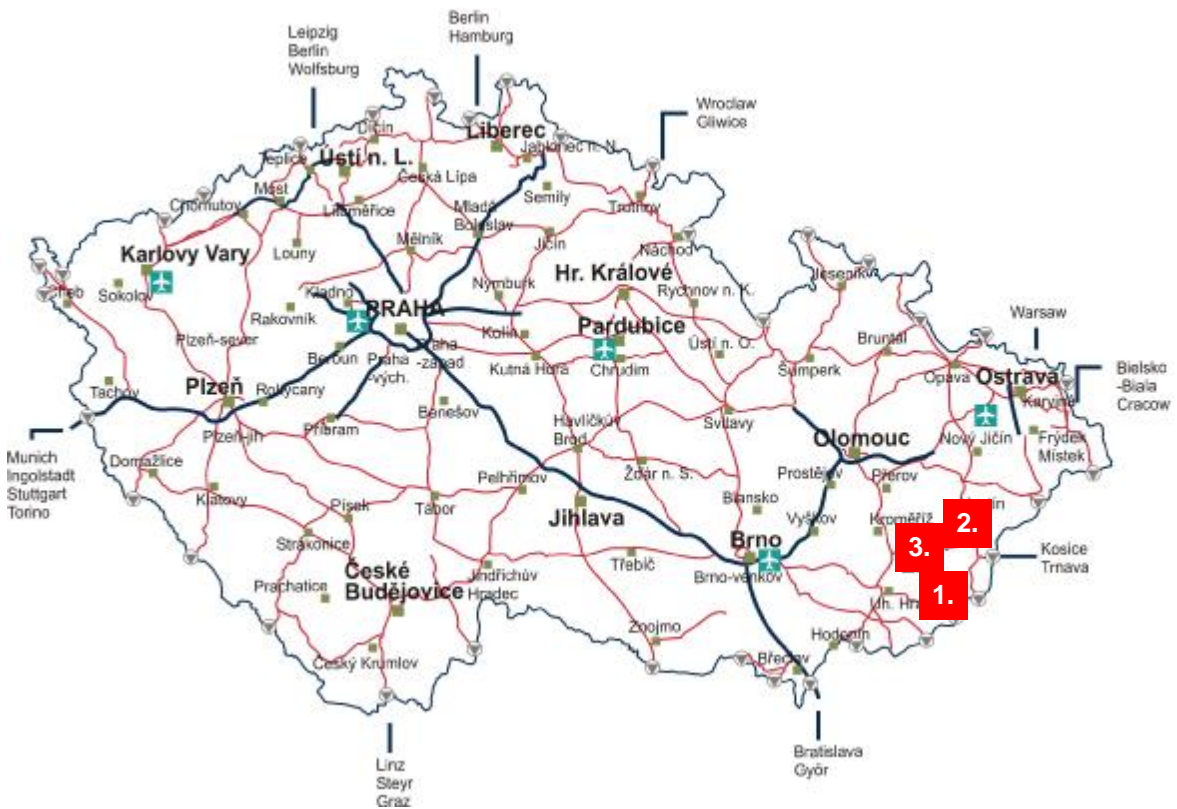 Leipzig
Berlin
Wolfsburg
Berlin
Hamburg
Wroclaw
Gliwice
Děčín
Liberec
Jablonec n. N.
Teplice
Ústí n. L.
Česká Lípa
Most
Semily
Chomutov
Litoměřice
Mladá
Boleslav
Trutnov
Mělník
Jičín
Náchod
Louny
Karlovy Vary
Hr. Králové
Jeseník
Cheb
Sokolov
Kladno
Nymburk
Rychnov n. K.
Rakovník
PRAHA
Warsaw
Kolín
Pardubice
Plzeň-sever
Beroun
Praha
-vých.
Praha
-západ
Ústí n. O.
Bruntál
Kutná Hora
Chrudim
Šumperk
Opava
Bielsko
-Biala
Cracow
Tachov
Plzeň
Rokycany
Ostrava
Karviná
Benešov
Příbram
Havlíčkův
Brod
Svitavy
Olomouc
Nový Jičín
Frýdek
Místek
Plzeň-jih
Munich
Ingolstadt
Stuttgart
Torino
Domažlice
Žďár n. S.
Prostějov
Přerov
Klatovy
Pelhřimov
Písek
Tábor
Blansko
Jihlava
Vyškov
Kroměříž
2.
Strakonice
Brno
3.
Kosice
Trnava
Třebíč
Brno-venkov
České
Budějovice
Jindřichův
Hradec
Prachatice
Uh. Hr
1.
Znojmo
Hodonín
Český Krumlov
Břeclav
Linz
Steyr
Graz
Bratislava
Győr